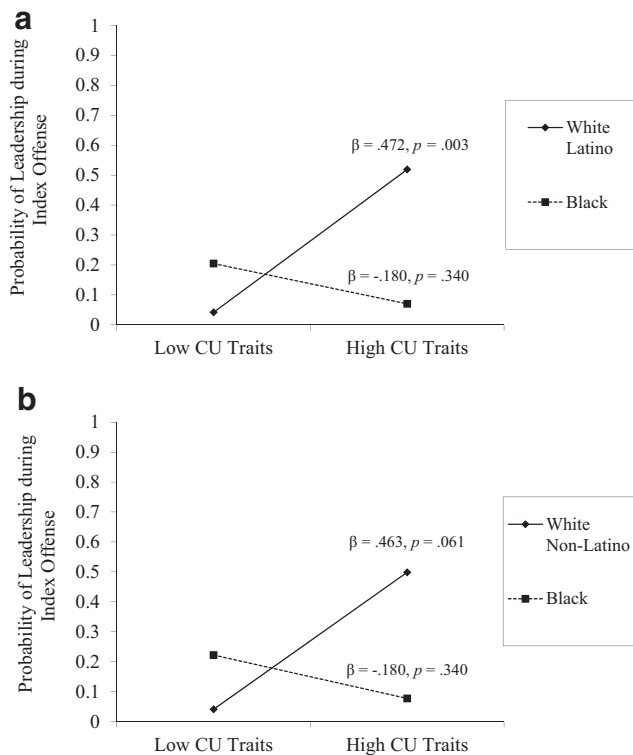 a
Probability of Leadership during
Index Offense
1
0.9
0.8
0.7
0.6
0.5
0.4
0.3
0.2
0.1
0
β = .472, p = .003
β = -.180, p = .340
Low CU Traits
High CU Traits
White
Latino
Black
b
Probability of Leadership during
Index Offense
1
0.9
0.8
0.7
0.6
0.5
0.4
0.3
0.2
0.1
0
β = .463, p = .061
β = -.180, p = .340
Low CU Traits
High CU Traits
White
Non-Latino
Black